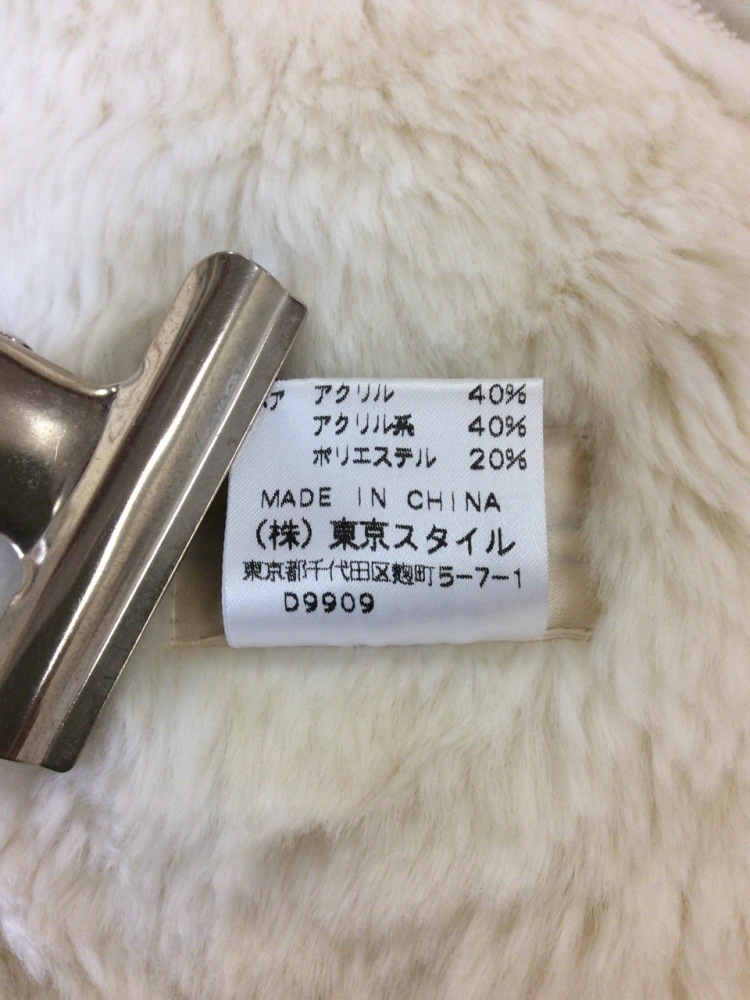 ア アクリル 40%
アクリル系 40%
ポリエステル 20%
MADE IN CHINA
(株) 東京スタイル
東京都千代田区麹町5-7-1
D9909